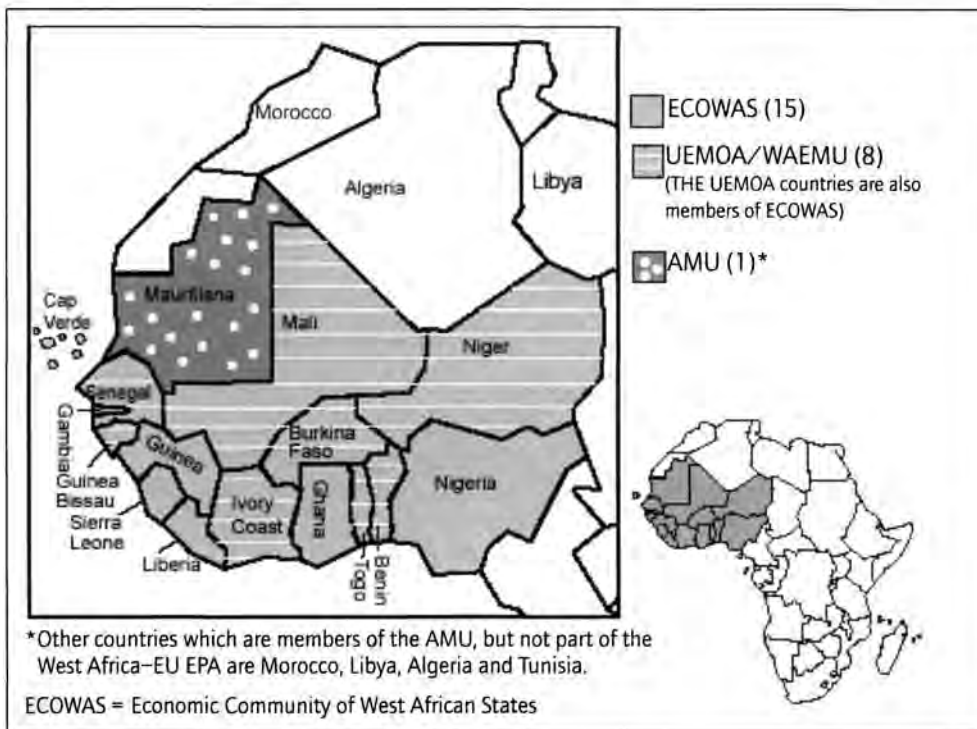 Morocco
Algeria
Libya
Mauritiana
Cap
Verde
Mali
Niger
Senegal
Gambia
Guinea
Bissau
Guinea
Sierra
Leone
Liberia
Ivory
Coast
Burkina
Faso
Ghana
Togo
Benin
Nigeria
ECOWAS (15)
UEMOA/WAEMU (8)
(THE UEMOA countries are also
members of ECOWAS)
AMU (1)*
*Other countries which are members of the AMU, but not part of the
West Africa–EU EPA are Morocco, Libya, Algeria and Tunisia.
ECOWAS = Economic Community of West African States